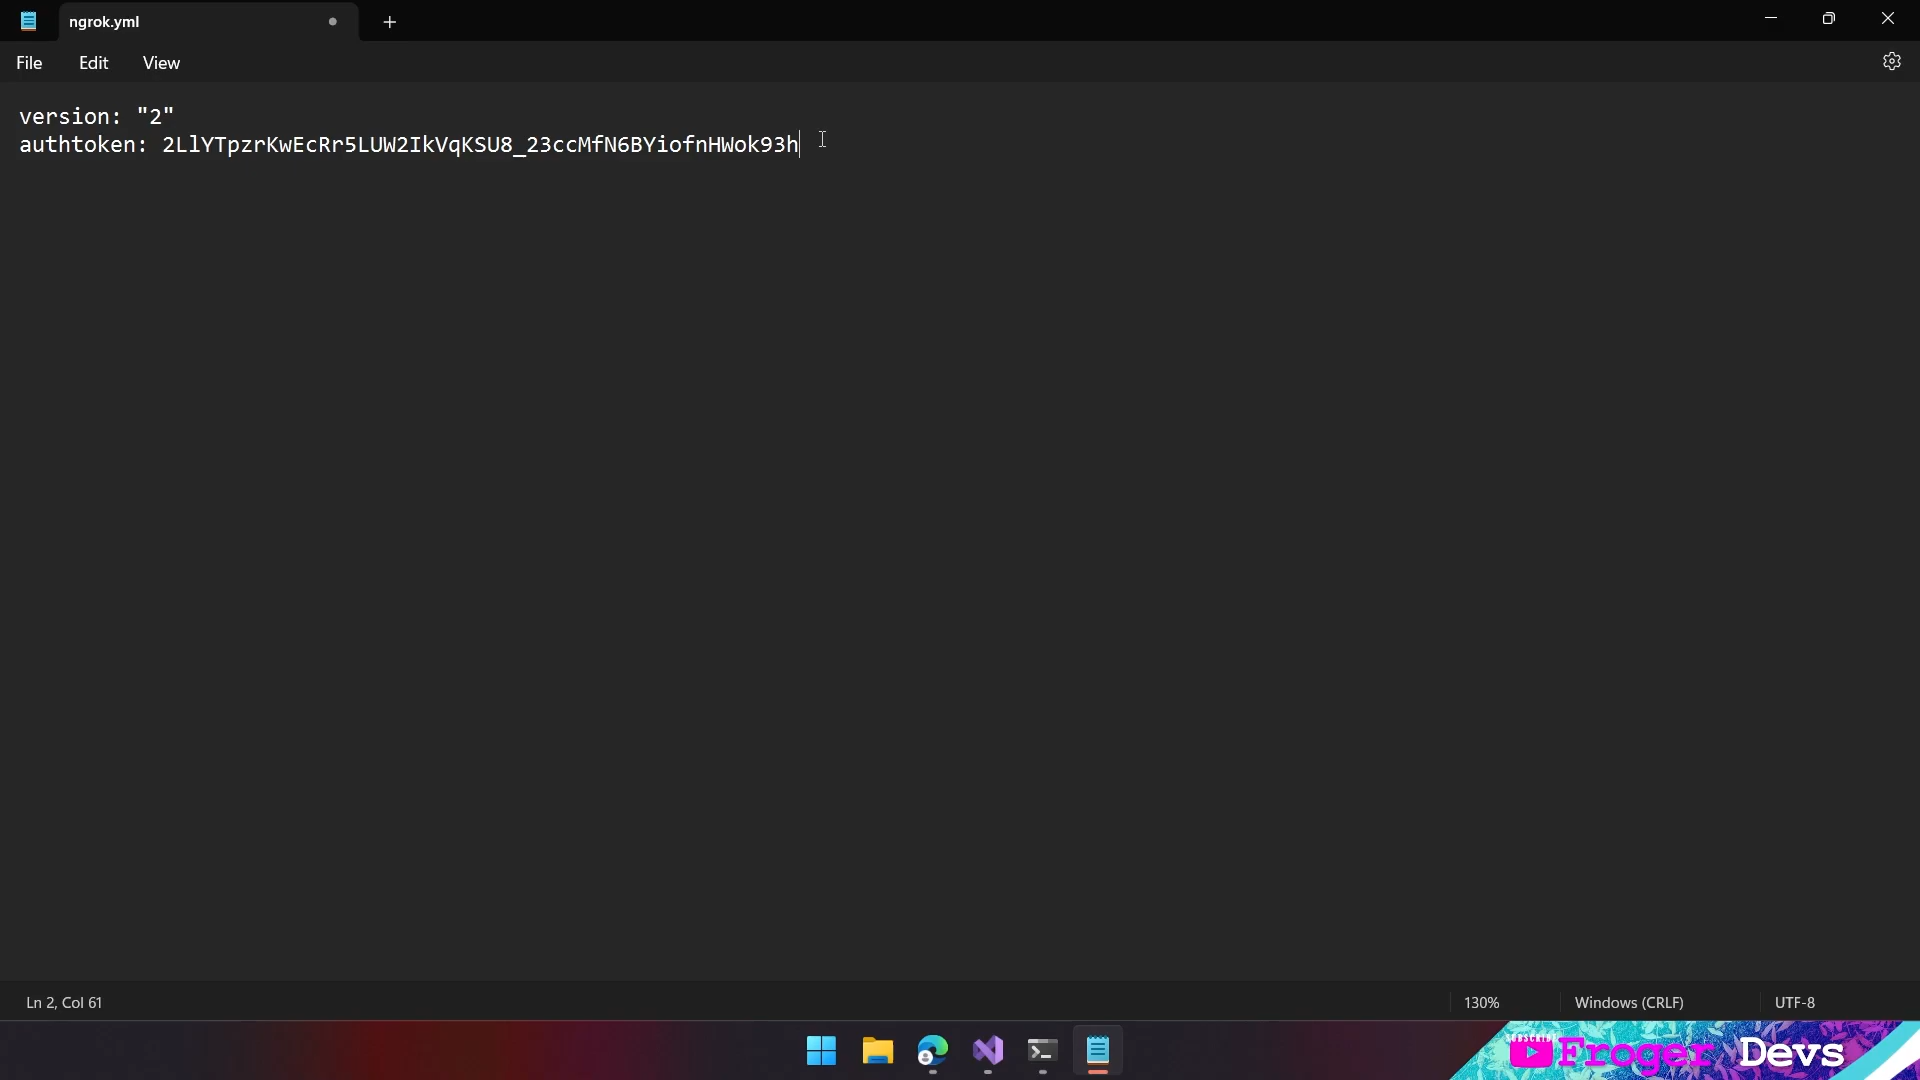 ngrok.yml
File Edit View
version: "2"
authtoken: 2LlYTpzrKwEcRr5LUW2IkVqKSU8_23ccMfN6BYiofnHWok93h
Ln 2, Col 61 130% Windows (CRLF) UTF-8
SUBSCRIBE
Froger Devs